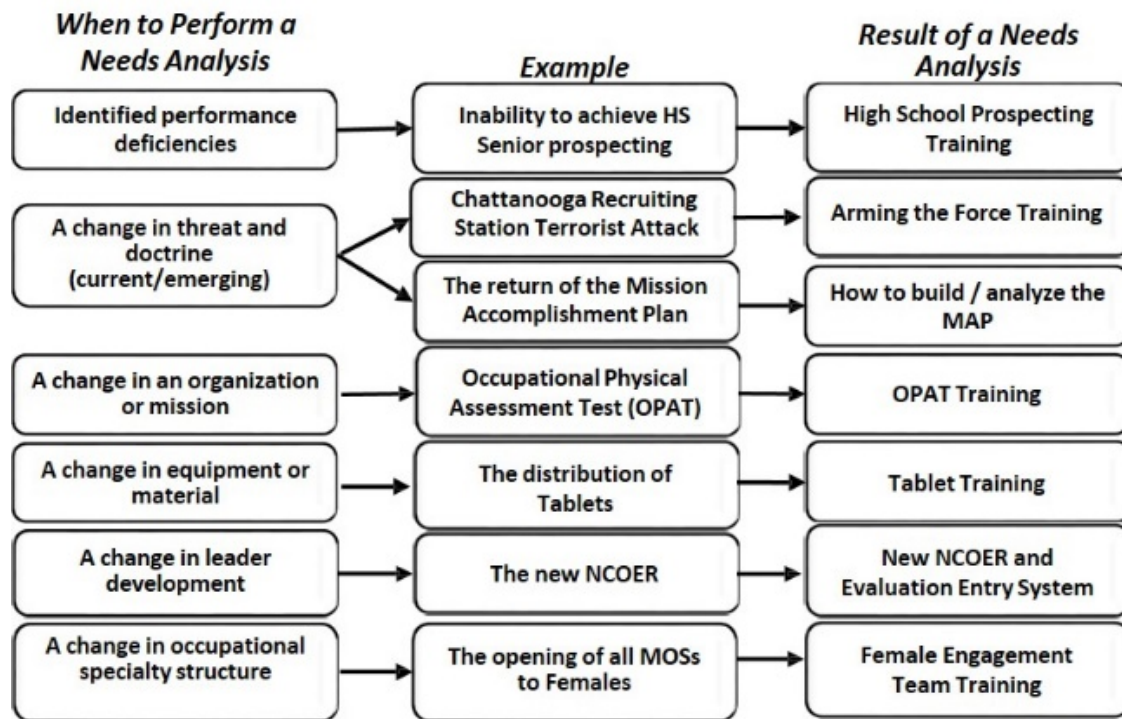 When to Perform a
Needs Analysis
Example
Result of a Needs
Analysis
Identified performance
deficiencies
Inability to achieve HS
Senior prospecting
High School Prospecting
Training
A change in threat and
doctrine
(current/emerging)
Chattanooga Recruiting
Station Terrorist Attack
Arming the Force Training
The return of the Mission
Accomplishment Plan
How to build / analyze the
MAP
A change in an organization
or mission
Occupational Physical
Assessment Test (OPAT)
OPAT Training
A change in equipment or
material
The distribution of
Tablets
Tablet Training
A change in leader
development
The new NCOER
New NCOER and
Evaluation Entry System
A change in occupational
specialty structure
The opening of all MOSs
to Females
Female Engagement
Team Training